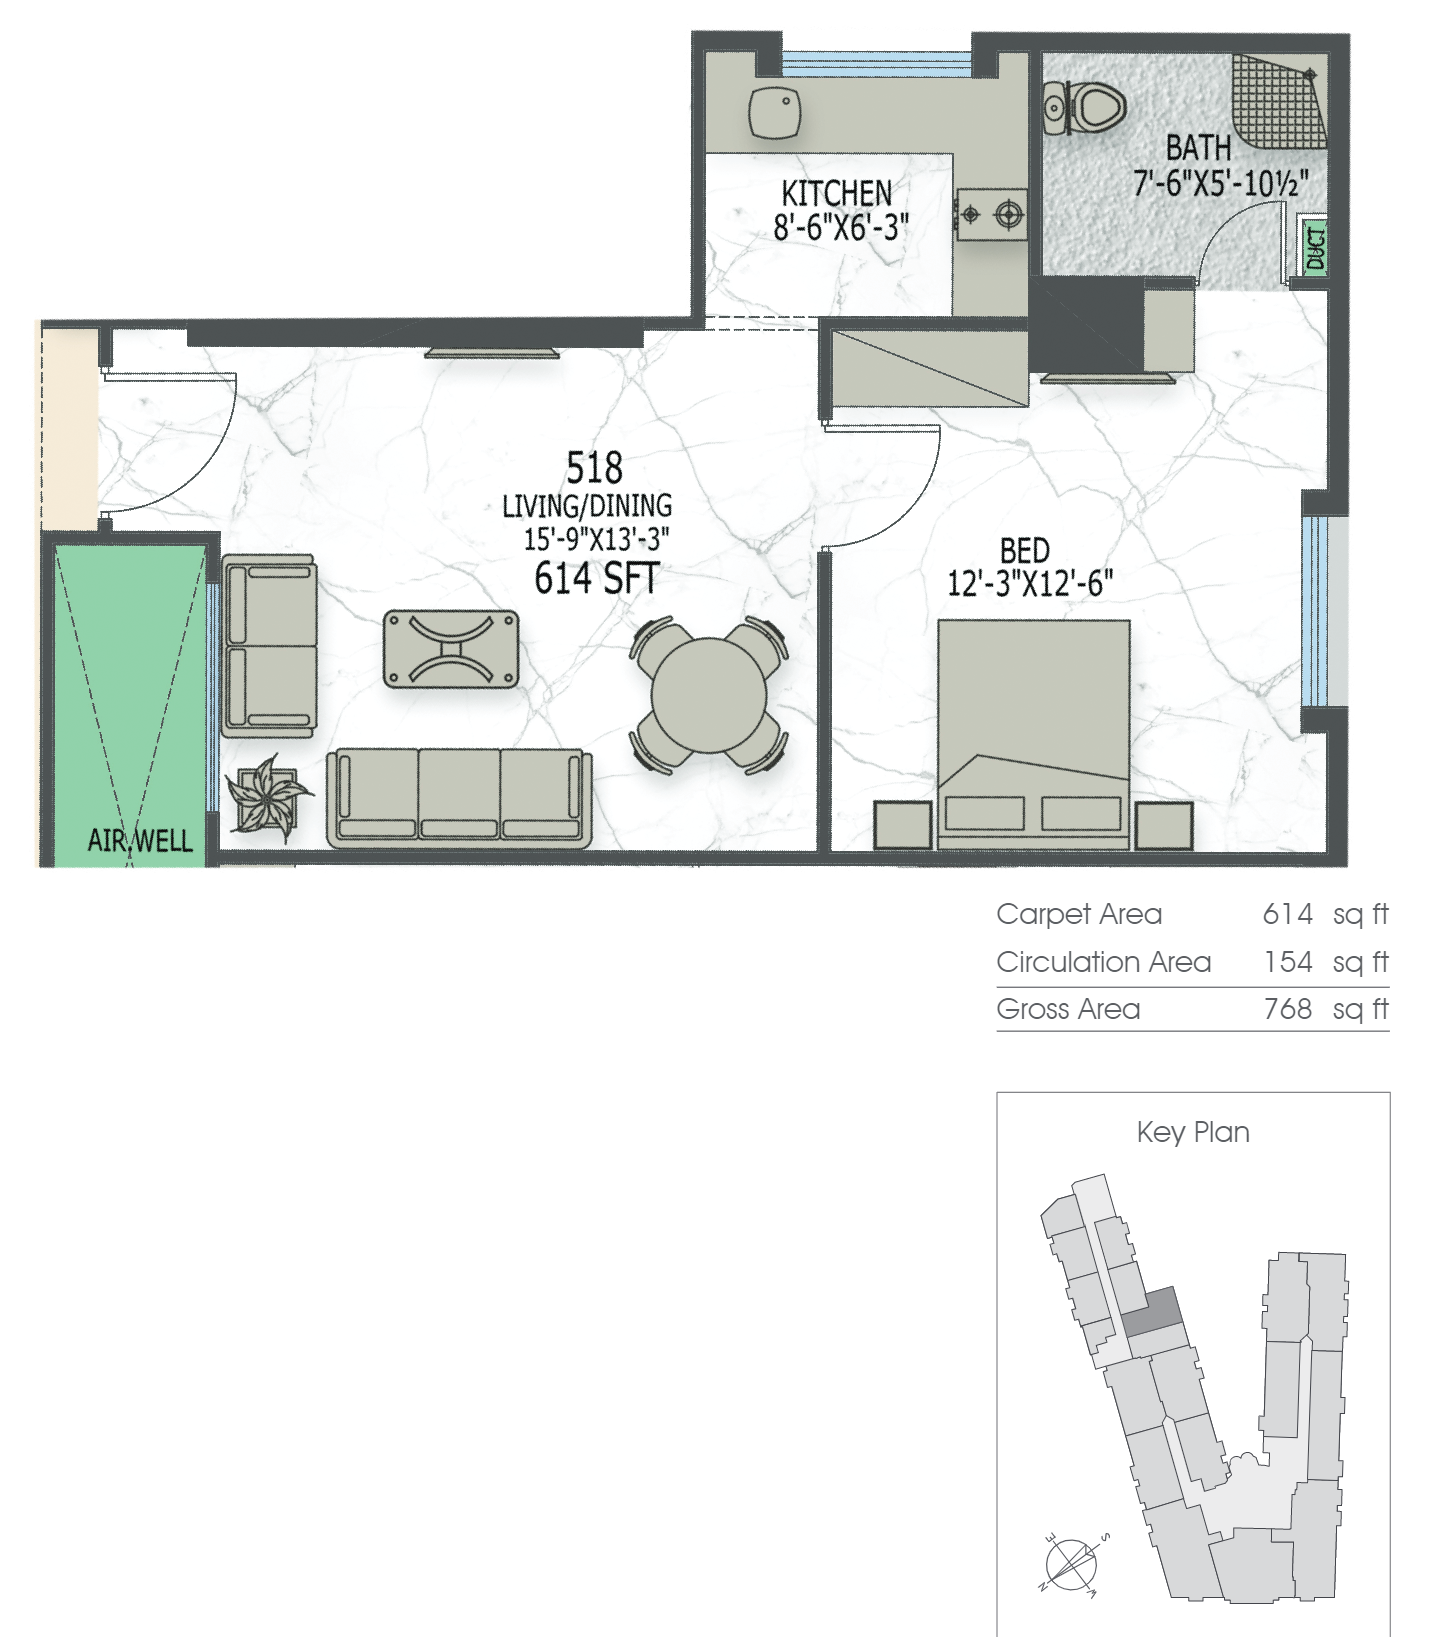 KITCHEN
8'-6"X6'-3"
BATH
7'-6"X5'-10½"
DUCT
518
LIVING/DINING
15'-9"X13'-3"
614 SFT
BED
12'-3"X12'-6"
AIR WELL
Carpet Area 614 sq ft
Circulation Area 154 sq ft
Gross Area 768 sq ft
Key Plan
E S
N W